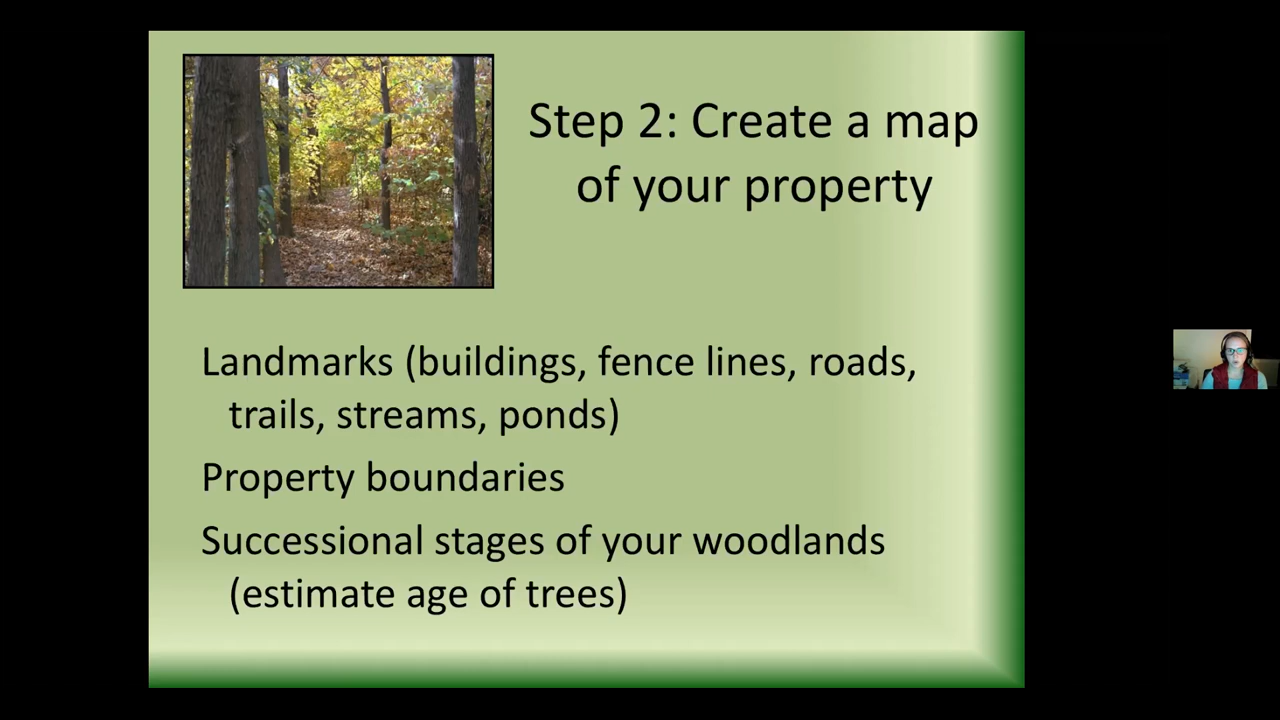 Step 2: Create a map
of your property
Landmarks (buildings, fence lines, roads,
trails, streams, ponds)
Property boundaries
Successional stages of your woodlands
(estimate age of trees)